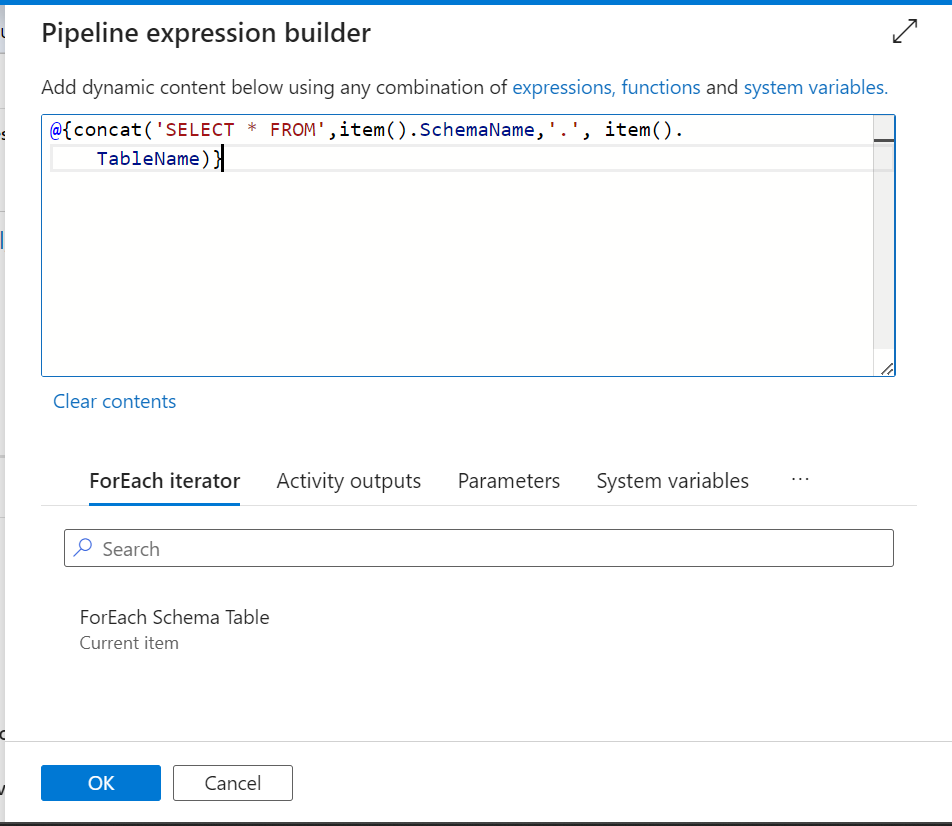 Pipeline expression builder
Add dynamic content below using any combination of expressions, functions and system variables.
@{concat('SELECT * FROM',item().SchemaName,'.', item().
TableName)}
Clear contents
ForEach iterator Activity outputs Parameters System variables ...
Search
ForEach Schema Table
Current item
OK Cancel